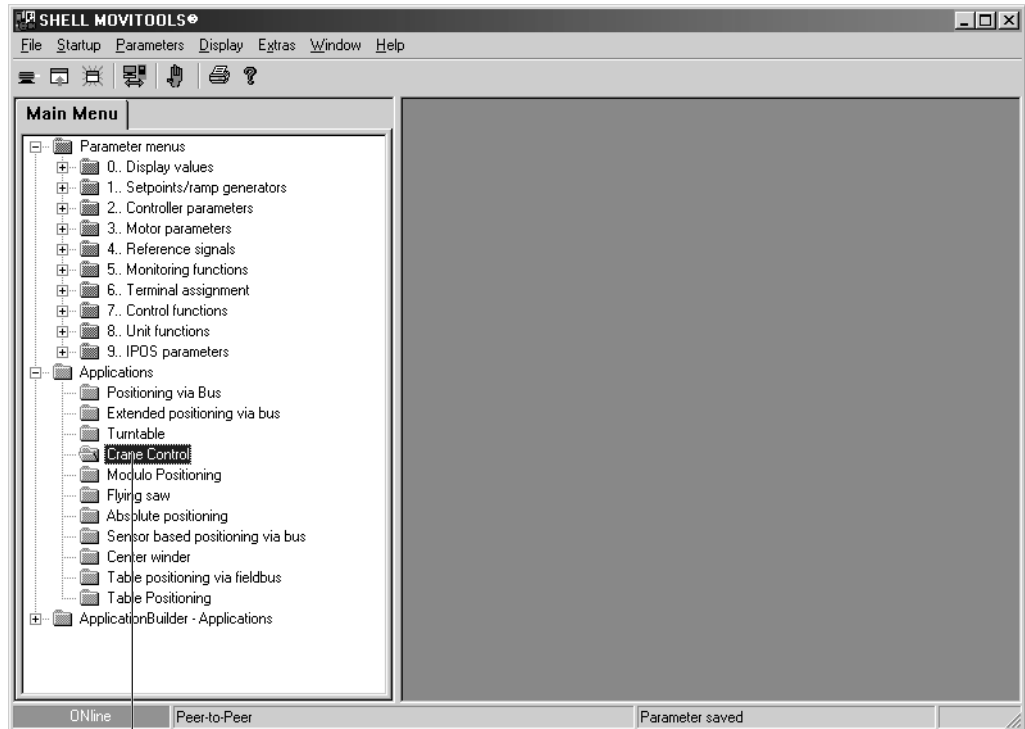 SHELL MOVITOOLS®
File Startup Parameters Display Extras Window Help
Main Menu
Parameter menus
0.. Display values
1.. Setpoints/ramp generators
2.. Controller parameters
3.. Motor parameters
4.. Reference signals
5.. Monitoring functions
6.. Terminal assignment
7.. Control functions
8.. Unit functions
9.. IPOS parameters
Applications
Positioning via Bus
Extended positioning via bus
Turntable
Crane Control
Modulo Positioning
Flying saw
Absolute positioning
Sensor based positioning via bus
Center winder
Table positioning via fieldbus
Table Positioning
ApplicationBuilder - Applications
ONline Peer-to-Peer Parameter saved